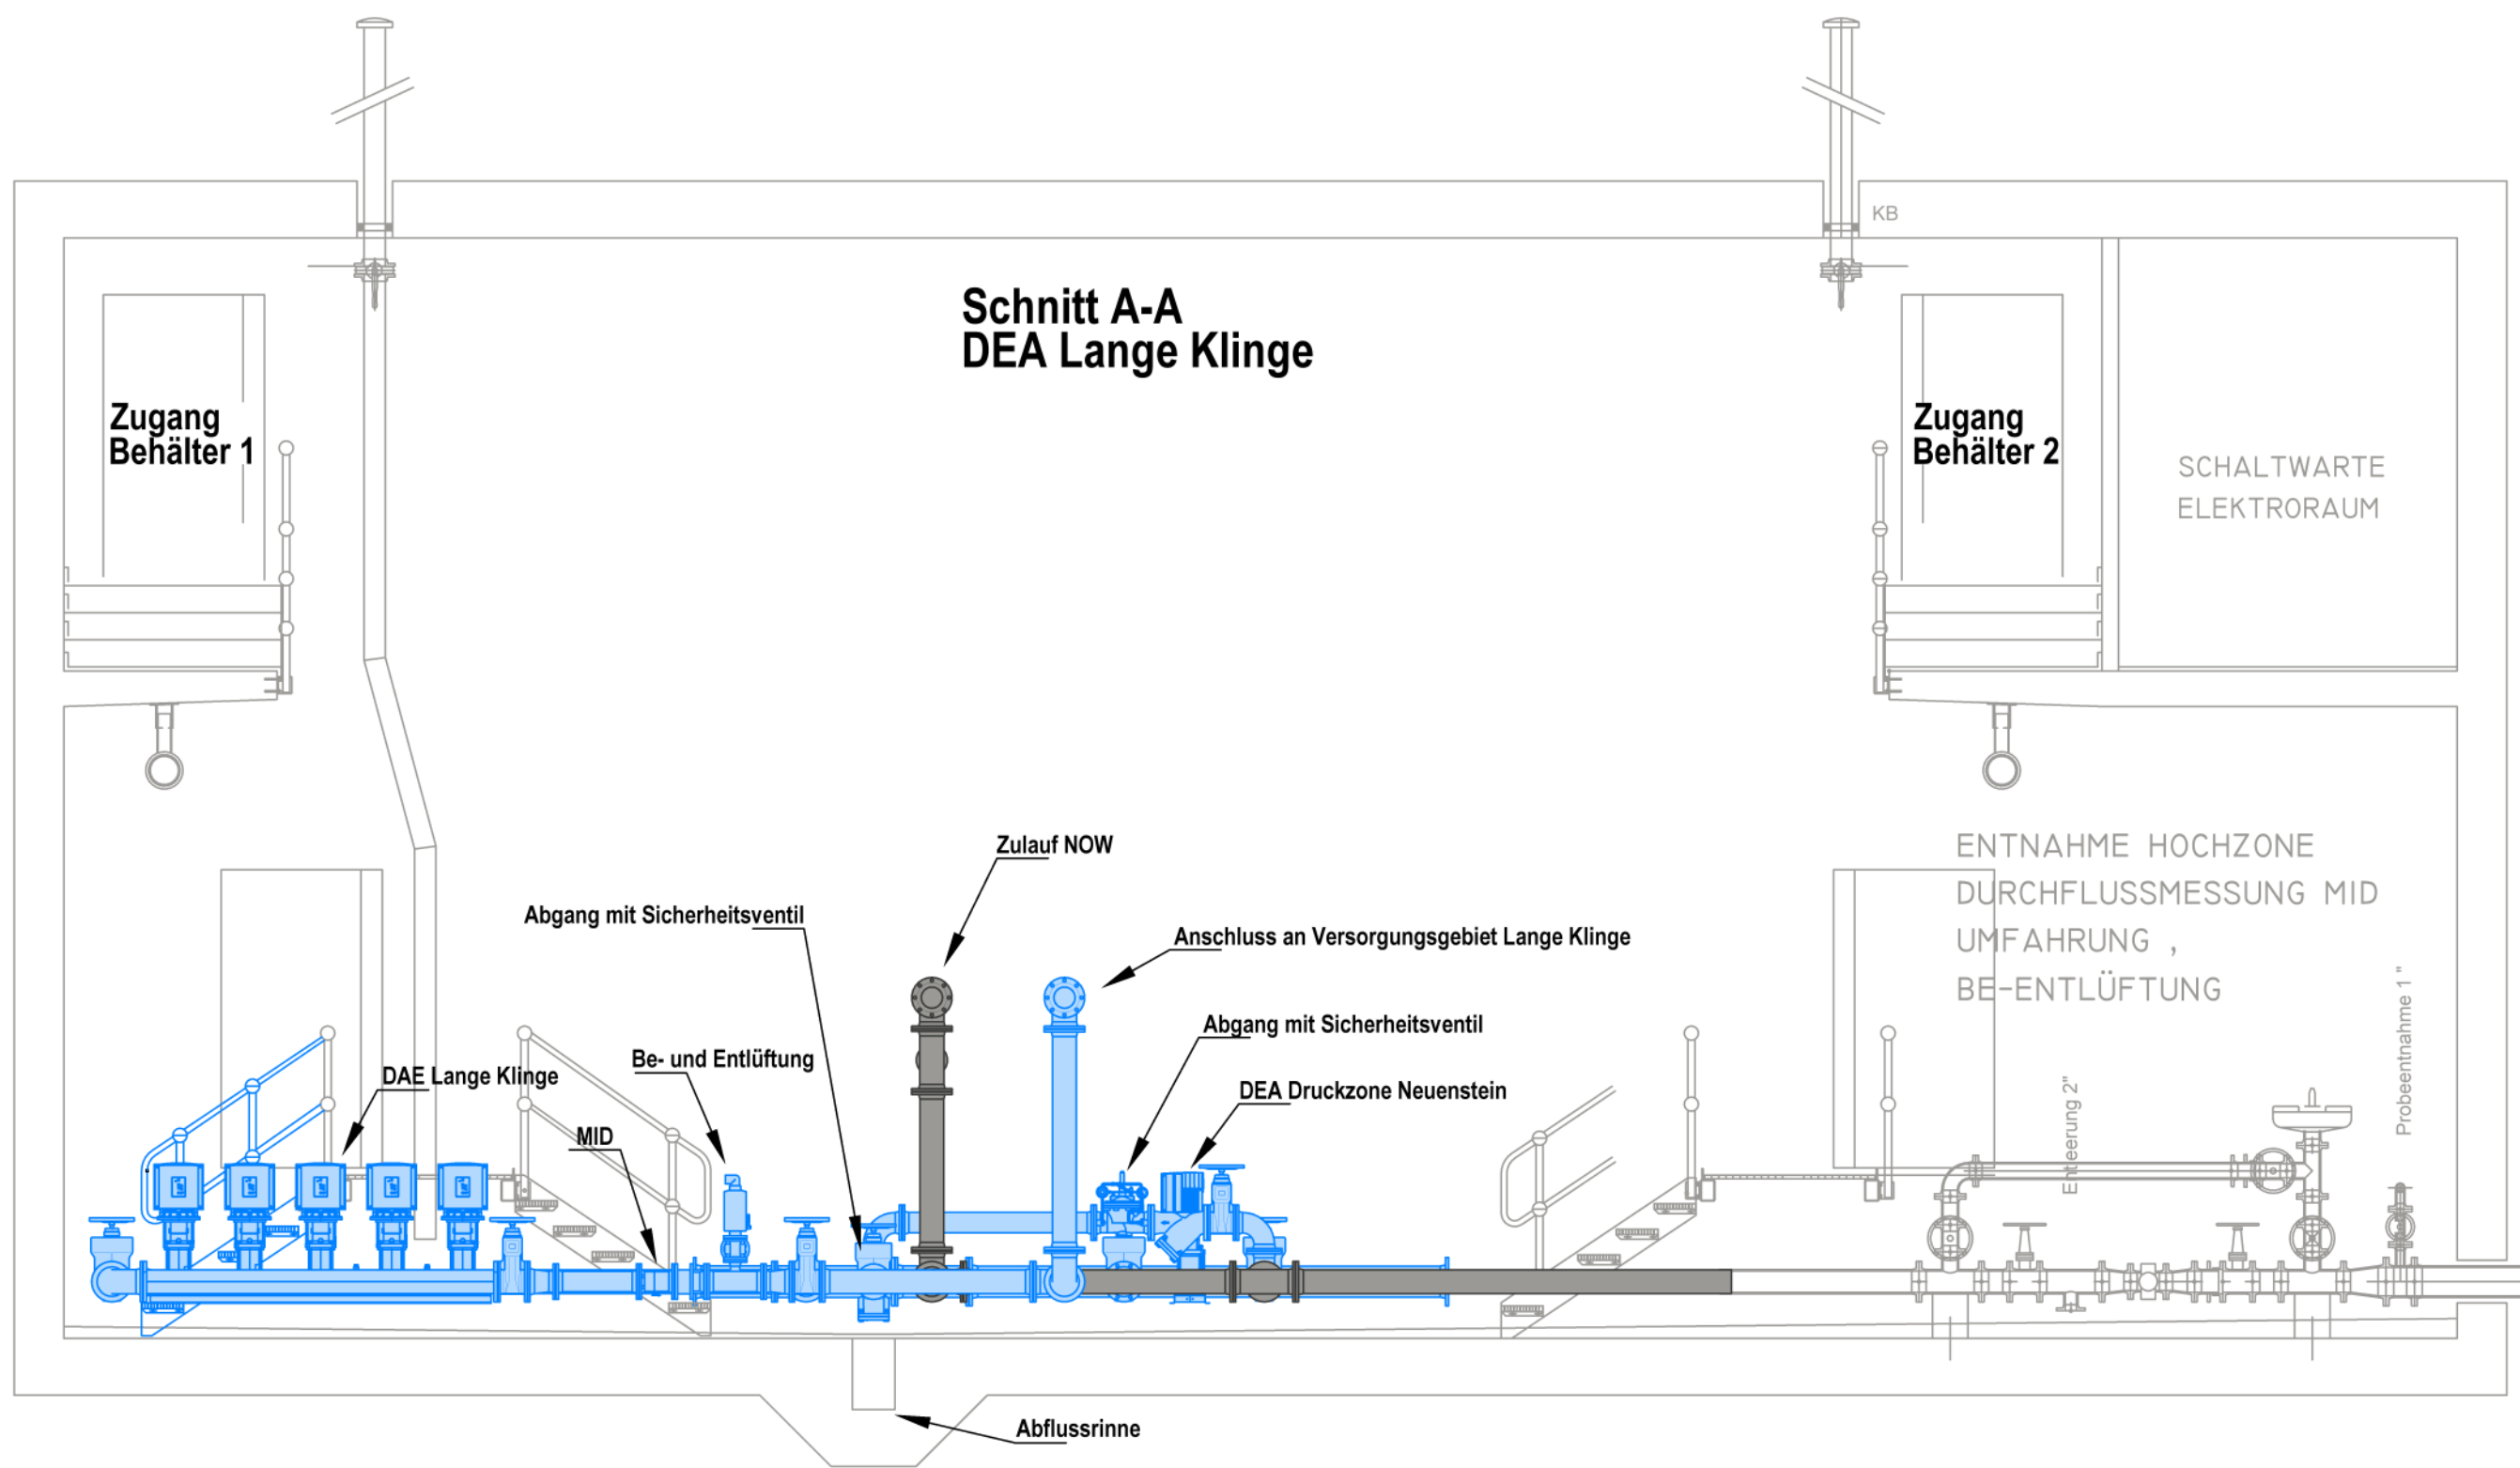 KB
Schnitt A-A
DEA Lange Klinge
Zugang
Behälter 1
Zugang
Behälter 2
SCHALTWARTE
ELEKTRORAUM
Zulauf NOW
Abgang mit Sicherheitsventil
Anschluss an Versorgungsgebiet Lange Klinge
ENTNAHME HOCHZONE
DURCHFLUSSMESSUNG MID
UMFAHRUNG ,
BE-ENTLÜFTUNG
Abgang mit Sicherheitsventil
Be- und Entlüftung
DAE Lange Klinge
DEA Druckzone Neuenstein
MID
Entleerung 2"
Probeentnahme 1"
Abflussrinne